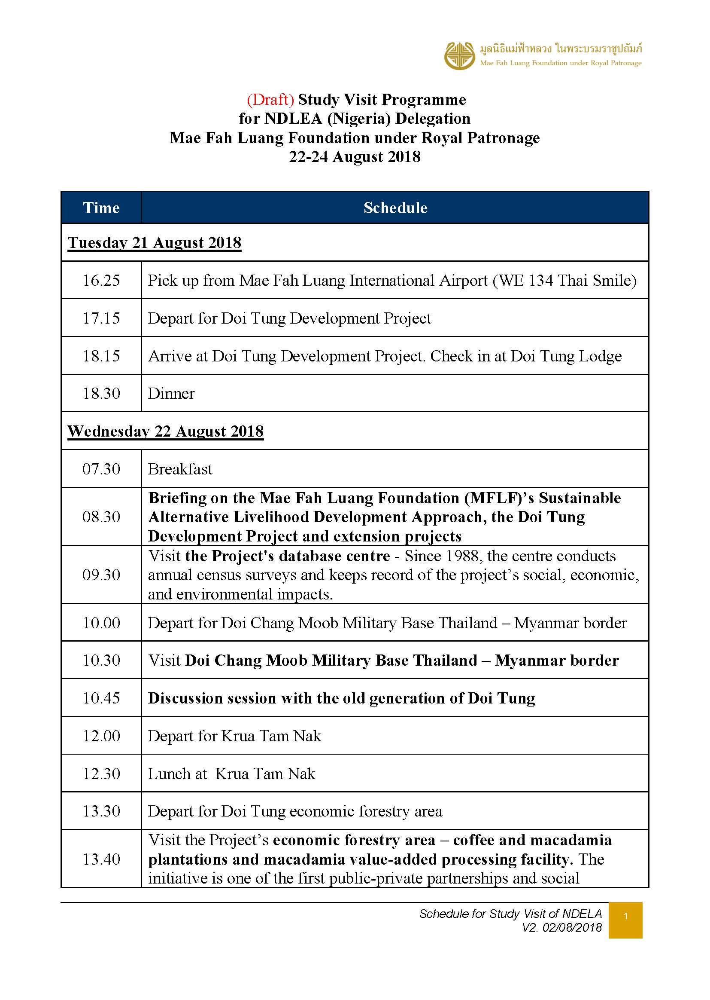 มูลนิธิแม่ฟ้าหลวง ในพระบรมราชูปถัมภ์
Mae Fah Luang Foundation under Royal Patronage
(Draft) Study Visit Programme
for NDLEA (Nigeria) Delegation
Mae Fah Luang Foundation under Royal Patronage
22-24 August 2018
Time Schedule
Tuesday 21 August 2018
16.25 Pick up from Mae Fah Luang International Airport (WE 134 Thai Smile)
17.15 Depart for Doi Tung Development Project
18.15 Arrive at Doi Tung Development Project. Check in at Doi Tung Lodge
18.30 Dinner
Wednesday 22 August 2018
07.30 Breakfast
08.30 Briefing on the Mae Fah Luang Foundation (MFLF)’s Sustainable
Alternative Livelihood Development Approach, the Doi Tung
Development Project and extension projects
09.30 Visit the Project's database centre - Since 1988, the centre conducts
annual census surveys and keeps record of the project’s social, economic,
and environmental impacts.
10.00 Depart for Doi Chang Moob Military Base Thailand – Myanmar border
10.30 Visit Doi Chang Moob Military Base Thailand – Myanmar border
10.45 Discussion session with the old generation of Doi Tung
12.00 Depart for Krua Tam Nak
12.30 Lunch at  Krua Tam Nak
13.30 Depart for Doi Tung economic forestry area
13.40 Visit the Project’s economic forestry area – coffee and macadamia
plantations and macadamia value-added processing facility. The
initiative is one of the first public-private partnerships and social
Schedule for Study Visit of NDELA 1
V2. 02/08/2018